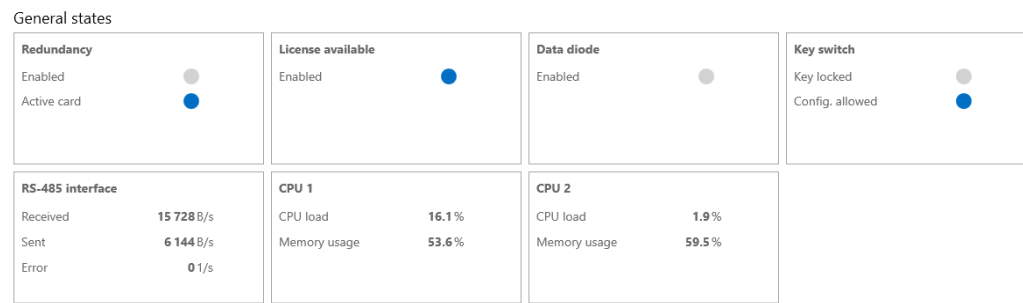 General states
Redundancy
Enabled
Active card
License available
Enabled
Data diode
Enabled
Key switch
Key locked
Config. allowed
RS-485 interface
Received 15 728 B/s
Sent 6 144 B/s
Error 0 1/s
CPU 1
CPU load 16.1 %
Memory usage 53.6 %
CPU 2
CPU load 1.9 %
Memory usage 59.5 %